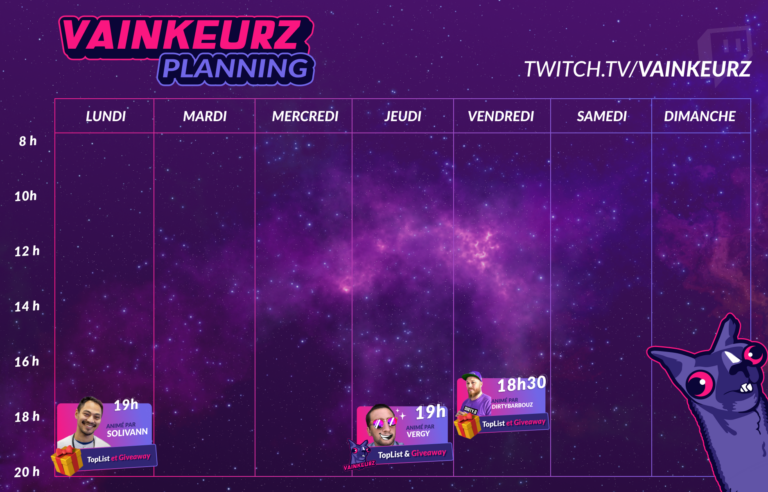 VAINKEURZ
PLANNING
TWITCH.TV/VAINKEURZ
LUNDI MARDI MERCREDI JEUDI VENDREDI SAMEDI DIMANCHE
8 h
10h
12 h
14 h
16 h
18 h
20 h
19h
ANIMÉ PAR
SOLIVANN
TopList et Giveaway
19h
ANIMÉ PAR
VERGY
VAINKEURZ
TopList & Giveaway
18h30
ANIMÉ PAR
DIRTYBARBOUZ
TopList et Giveaway